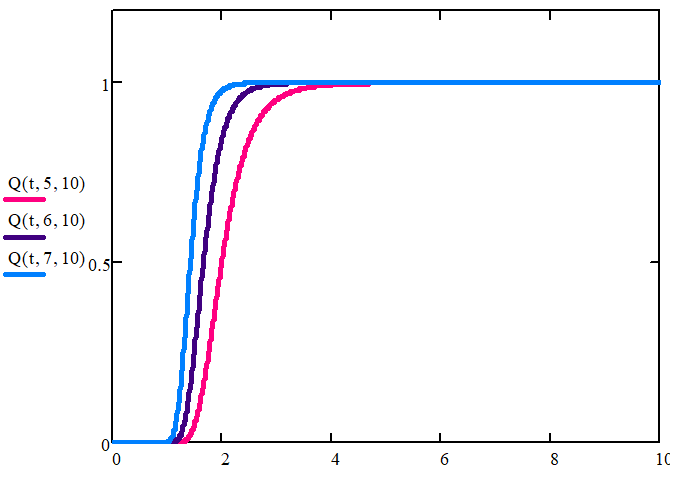 1
Q(t, 5, 10)
Q(t, 6, 10)
Q(t, 7, 10)
0.5
0
0 2 4 6 8 10